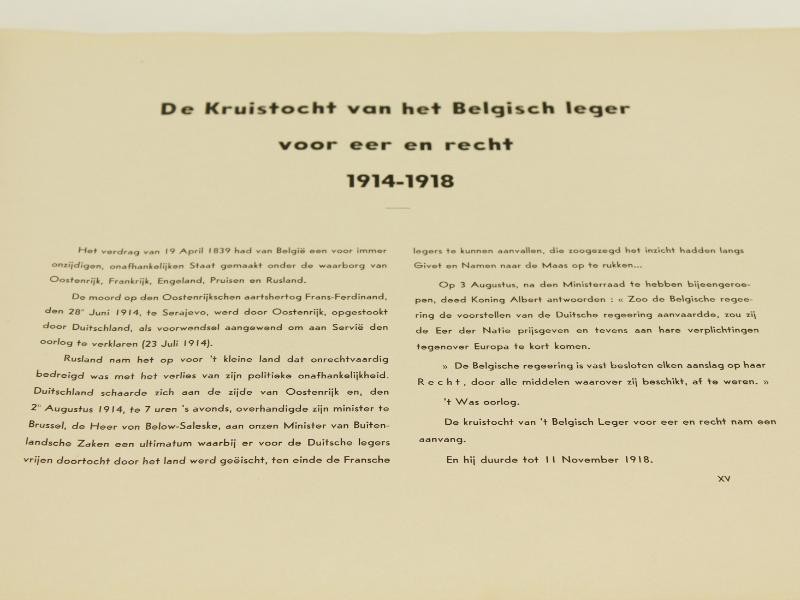 De Kruistocht van het Belgisch leger
voor eer en recht
1914-1918
Het verdrag van 19 April 1839 had van België een voor immer
onzijdigen, onafhankelijken Staat gemaakt onder de waarborg van
Oostenrijk, Frankrijk, Engeland, Pruisen en Rusland.
De moord op den Oostenrijkschen aartshertog Frans-Ferdinand,
den 28ⁿ Juni 1914, te Serajevo, werd door Oostenrijk, opgestookt
door Duitschland, als voorwendsel aangewend om aan Servië den
oorlog te verklaren (23 Juli 1914).
Rusland nam het op voor 't kleine land dat onrechtvaardig
bedreigd was met het verlies van zijn politieke onafhankelijkheid.
Duitschland schaarde zich aan de zijde van Oostenrijk en, den
2ⁿ Augustus 1914, te 7 uren 's avonds, overhandigde zijn minister te
Brussel, de Heer von Below-Saleske, aan onzen Minister van Buiten-
landsche Zaken een ultimatum waarbij er voor de Duitsche legers
vrijen doortocht door het land werd geëischt, ten einde de Fransche
legers te kunnen aanvallen, die zoogezegd het inzicht hadden langs
Givet en Namen naar de Maas op te rukken...
Op 3 Augustus, na den Ministerraad te hebben bijeengeroe-
pen, deed Koning Albert antwoorden : « Zoo de Belgische regee-
ring de voorstellen van de Duitsche regeering aanvaardde, zou zij
de Eer der Natie prijsgeven en tevens aan hare verplichtingen
tegenover Europa te kort komen.
» De Belgische regeering is vast besloten elken aanslag op haar
Recht, door alle middelen waarover zij beschikt, af te weren. »
't Was oorlog.
De kruistocht van 't Belgisch Leger voor eer en recht nam een
aanvang.
En hij duurde tot 11 November 1918.
XV